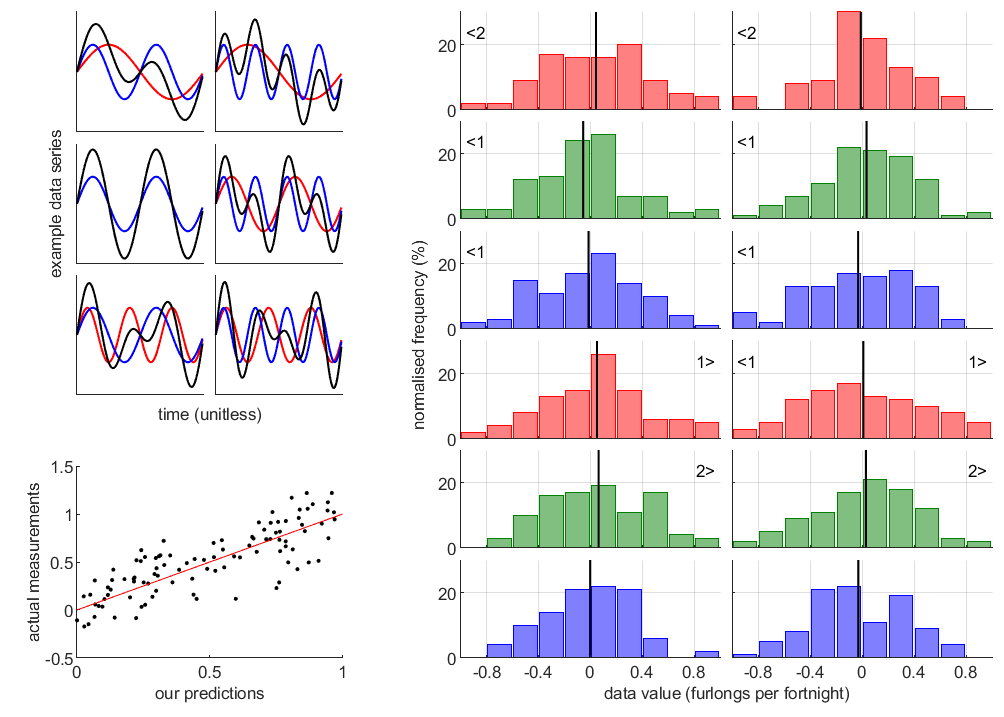 example data series
time (unitless)
1.5
1
0.5
0
-0.5
0 0.5 1
actual measurements
our predictions
normalised frequency (%)
<2 <2
20
0
<1 <1
20
0
<1 <1
20
0
1> <1 1>
20
0
2> 2>
20
0
20
0
-0.8 -0.4 0 0.4 0.8 -0.8 -0.4 0 0.4 0.8
data value (furlongs per fortnight)